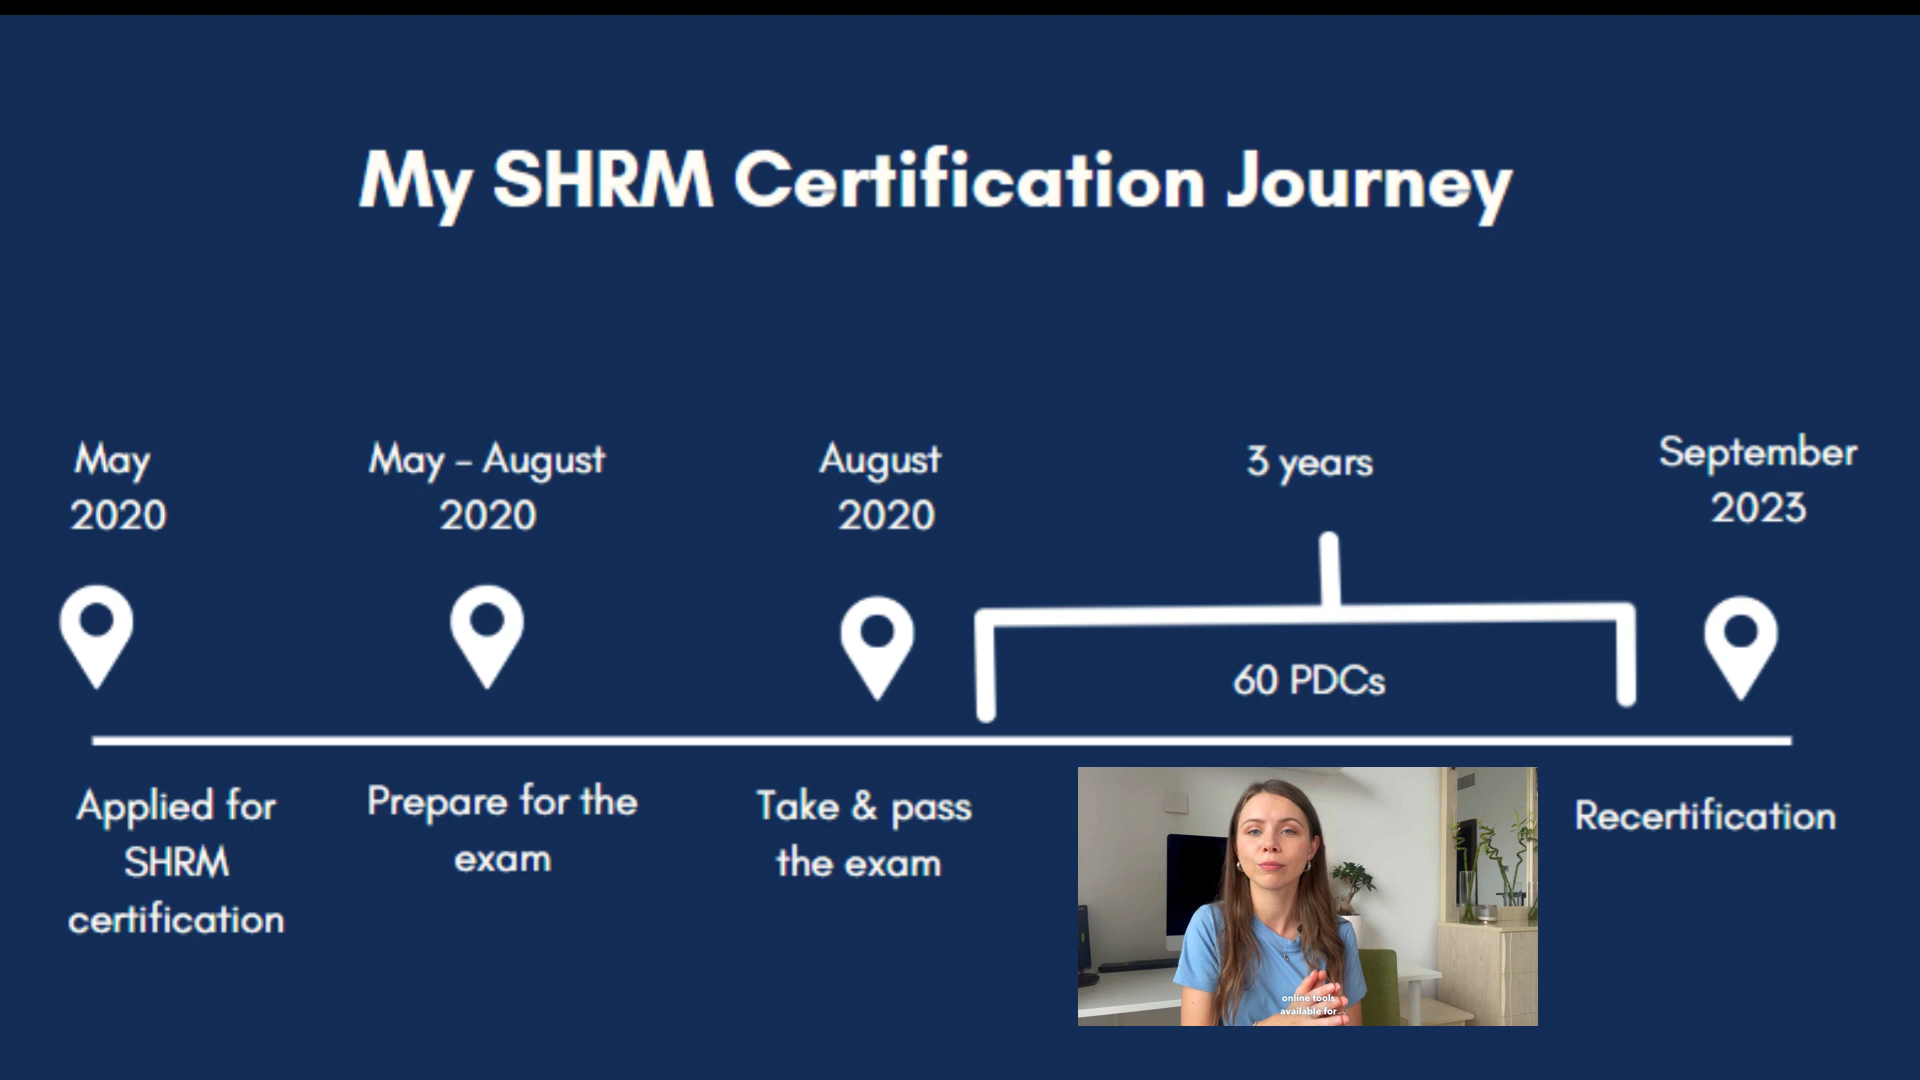 My SHRM Certification Journey
May
2020
May - August
2020
August
2020
3 years
September
2023
60 PDCs
Applied for
SHRM
certification
Prepare for the
exam
Take & pass
the exam
Recertification
online tools
available for